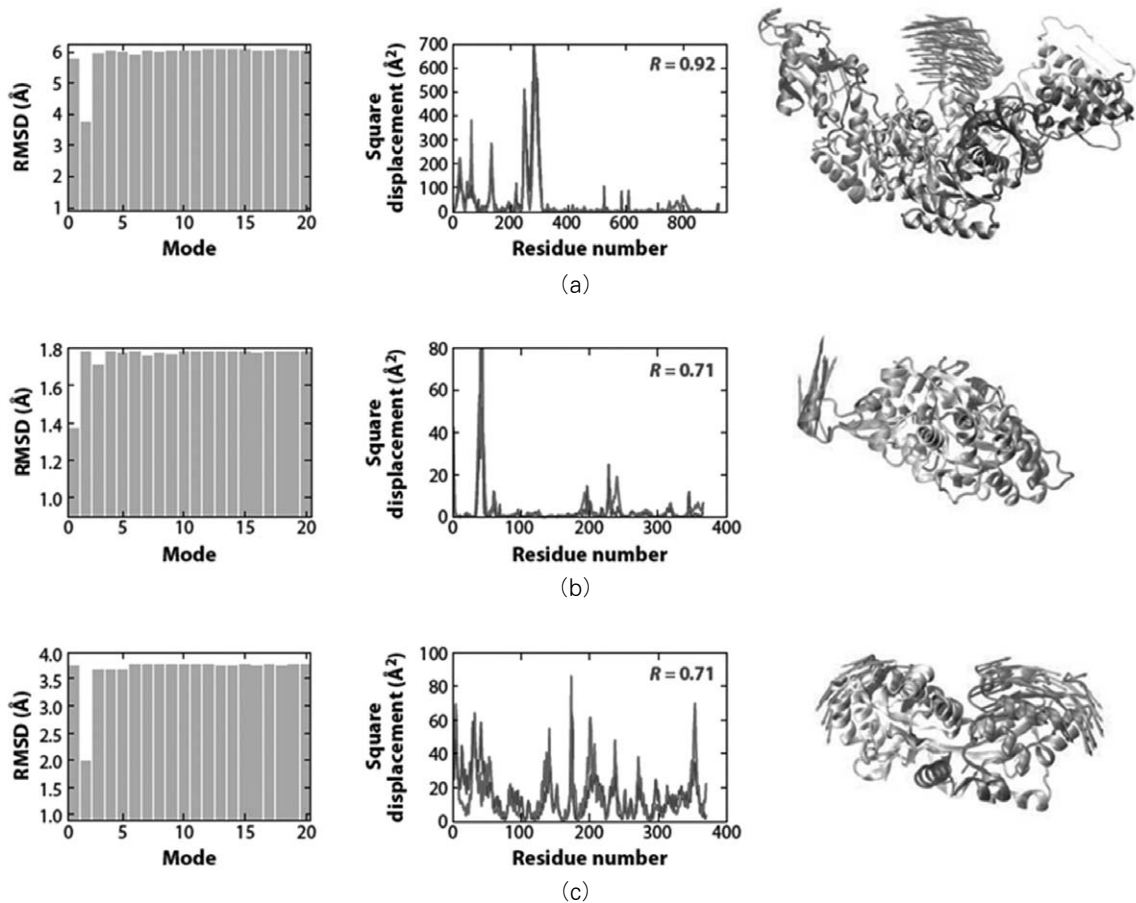 RMSD (Å)
6
5
4
3
2
1
0 5 10 15 20
Mode
Square
displacement (Å²)
700
600
500
400
300
200
100
0
0 200 400 600 800
Residue number
R = 0.92
(a)
RMSD (Å)
1.8
1.6
1.4
1.2
1.0
0 5 10 15 20
Mode
Square
displacement (Å²)
80
60
40
20
0
0 100 200 300 400
Residue number
R = 0.71
(b)
RMSD (Å)
4.0
3.5
3.0
2.5
2.0
1.5
1.0
0 5 10 15 20
Mode
Square
displacement (Å²)
100
80
60
40
20
0
0 100 200 300 400
Residue number
R = 0.71
(c)